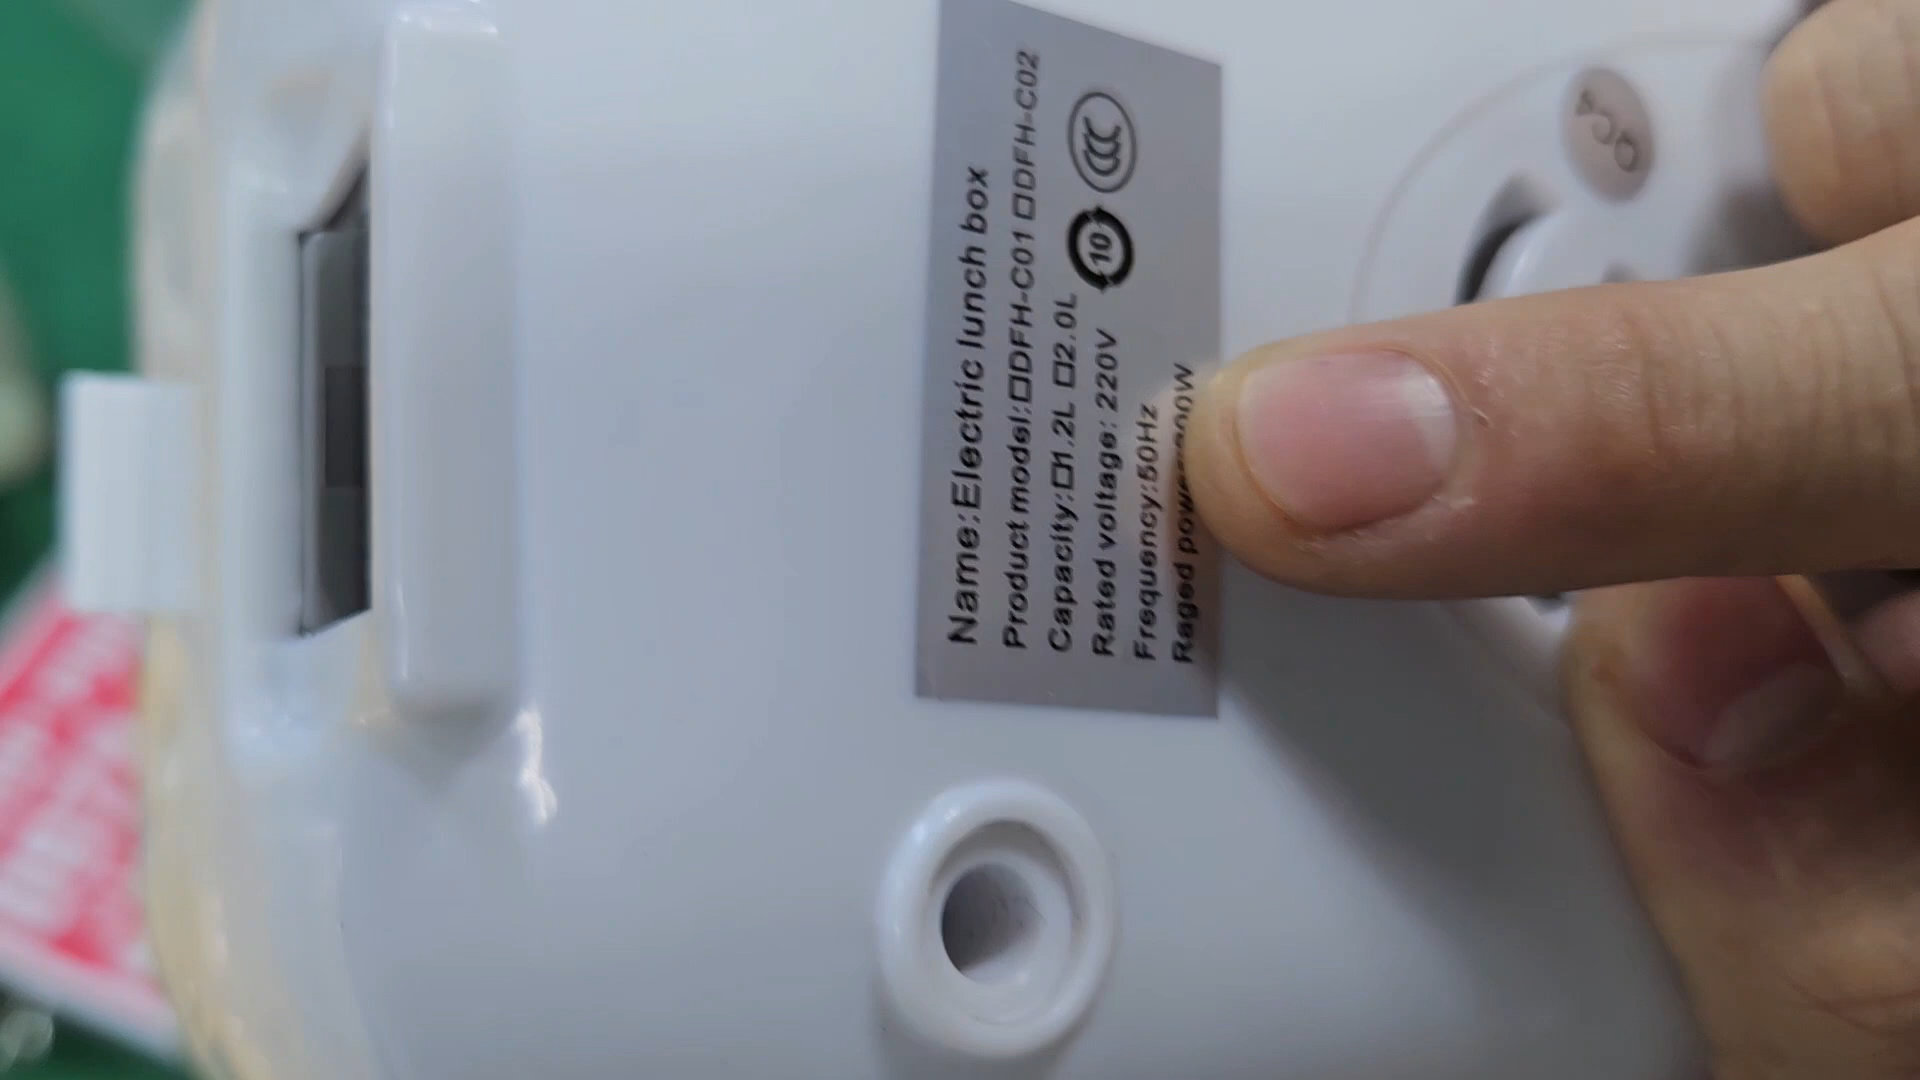 Name:Electric lunch box
Product model:□DFH-C01 □DFH-C02
Capacity:□1.2L □2.0L
Rated voltage: 220V
Frequency:50Hz
Raged
10
CCC